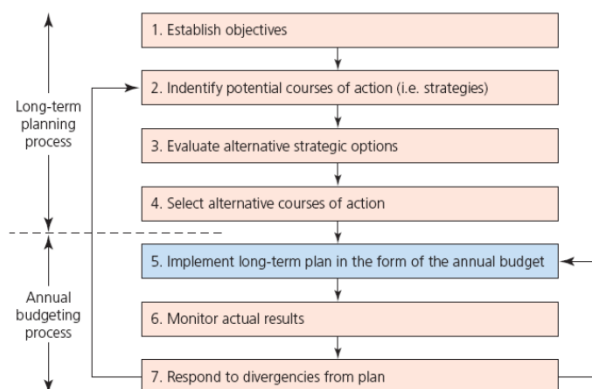 1. Establish objectives
2. Indentify potential courses of action (i.e. strategies)
Long-term
planning
process
3. Evaluate alternative strategic options
4. Select alternative courses of action
5. Implement long-term plan in the form of the annual budget
Annual
budgeting
process
6. Monitor actual results
7. Respond to divergencies from plan